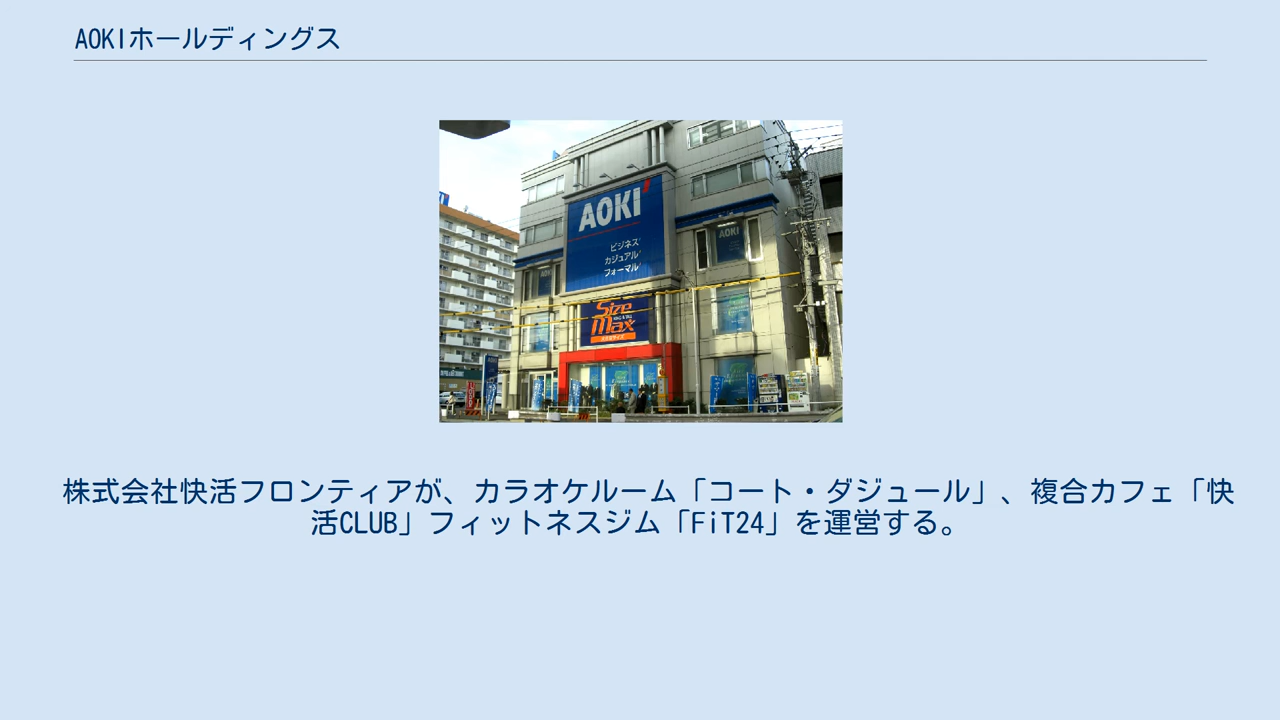 AOKIホールディングス
AOKI
ビジネス
カジュアル
フォーマル
AOKI
AOKI
Size
Max
株式会社快活フロンティアが、カラオケルーム「コート・ダジュール」、複合カフェ「快
活CLUB」フィットネスジム「FiT24」を運営する。